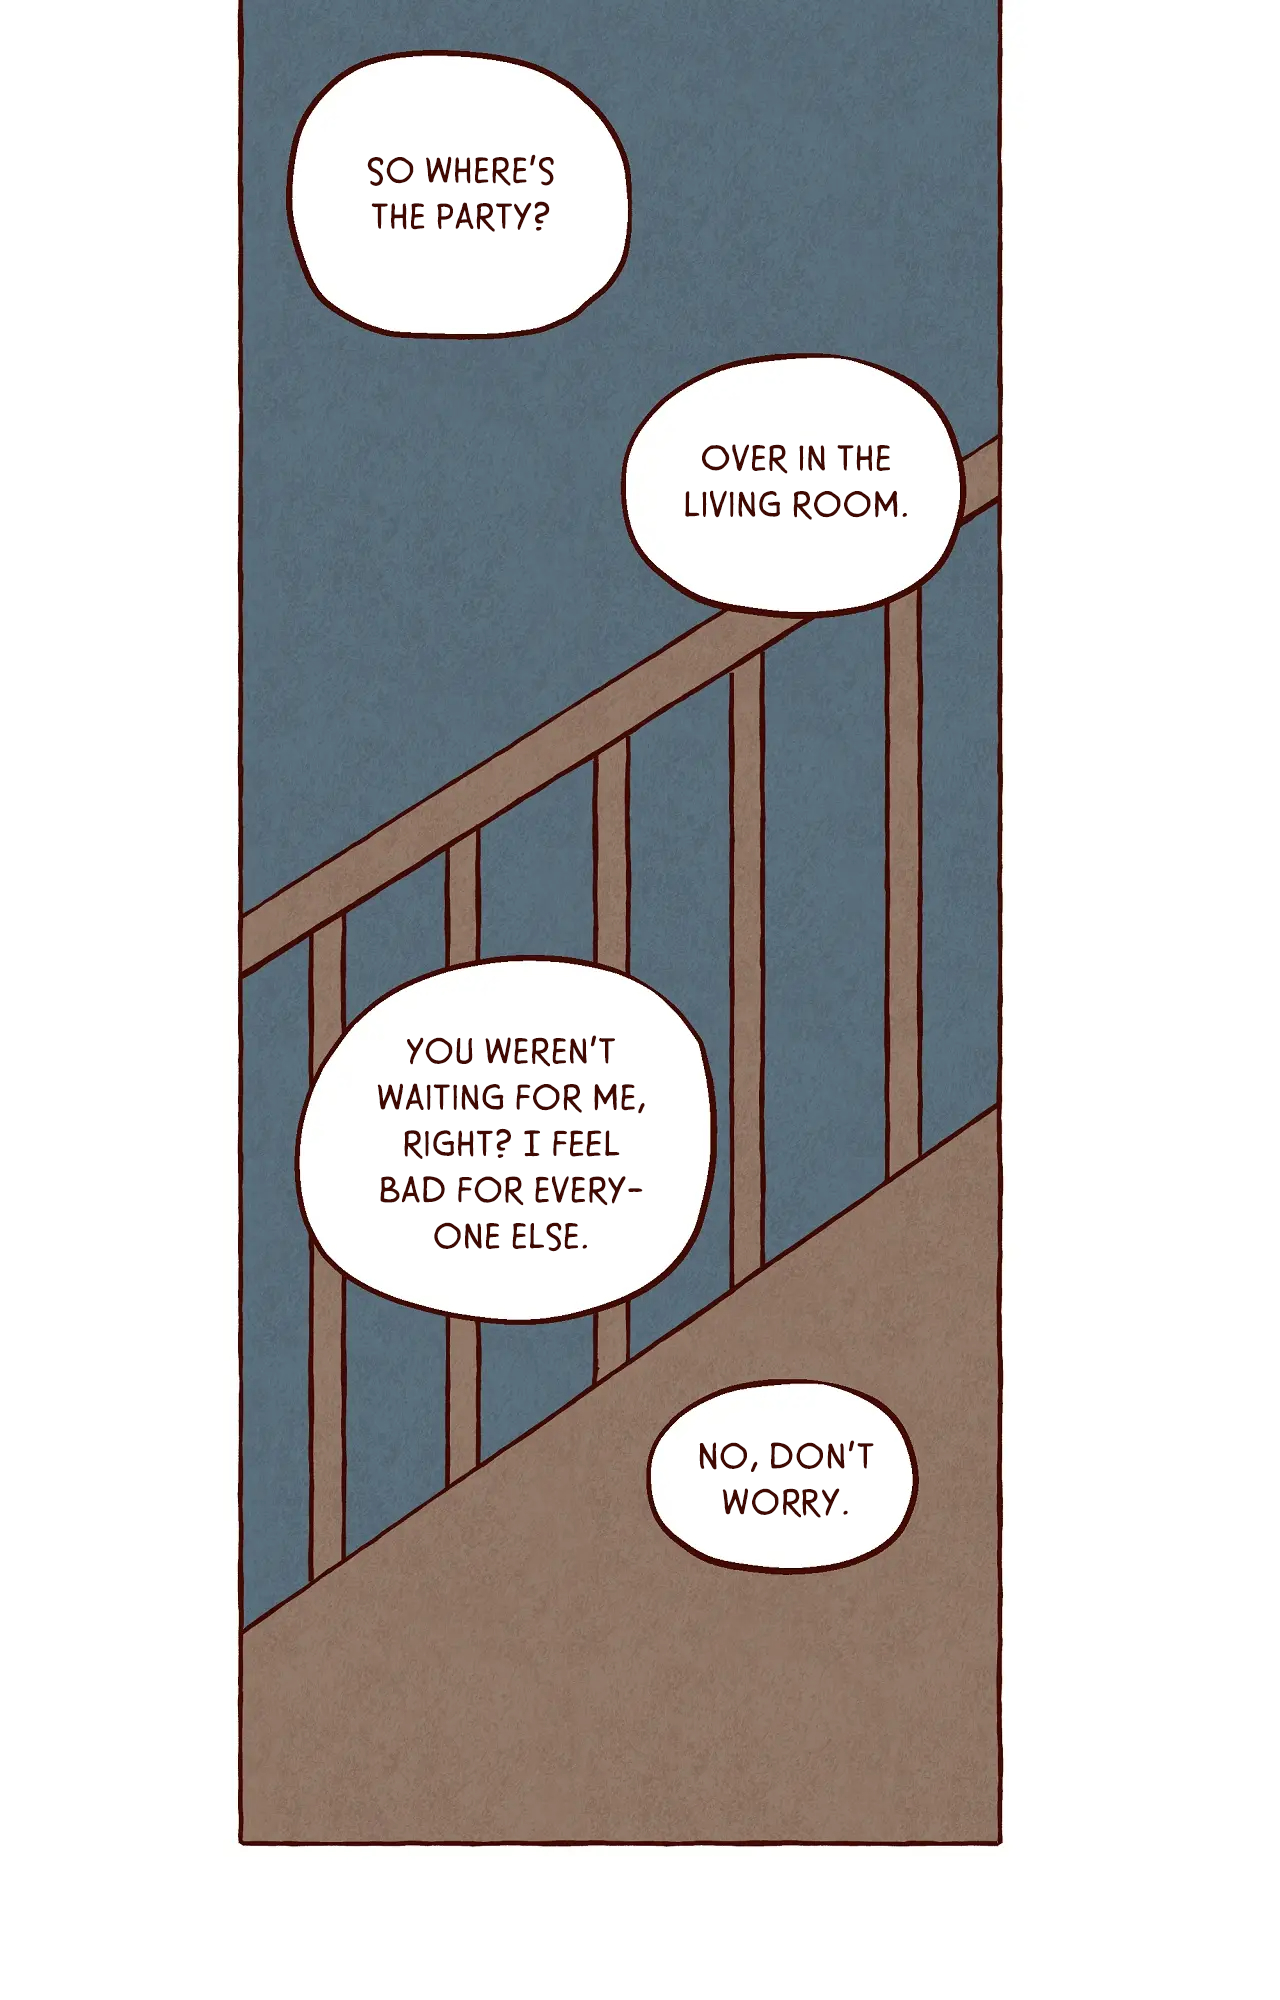 SO WHERE'S
THE PARTY?
OVER IN THE
LIVING ROOM.
YOU WEREN'T
WAITING FOR ME,
RIGHT? I FEEL
BAD FOR EVERY-
ONE ELSE.
NO, DON'T
WORRY.